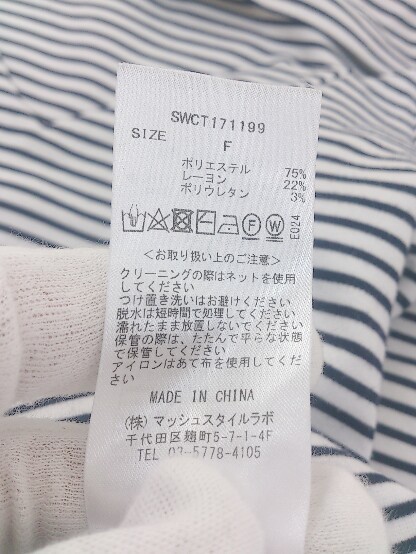 SWCT171199
SIZE
F
ポリエステル 75%
レーヨン 22%
ポリウレタン 3%
F W E024
<お取り扱い上のご注意>
クリーニングの際はネットを使用
してください
つけ置き洗いはお避けください
脱水は短時間で処理してください
濡れたまま放置しないでください
保管の際は、たたんで平らな状態
で保管してください
アイロンはあて布を使用してくだ
さい
MADE IN CHINA
(株) マッシュスタイルラボ
千代田区麹町5-7-1-4F
TEL 03-5778-4105